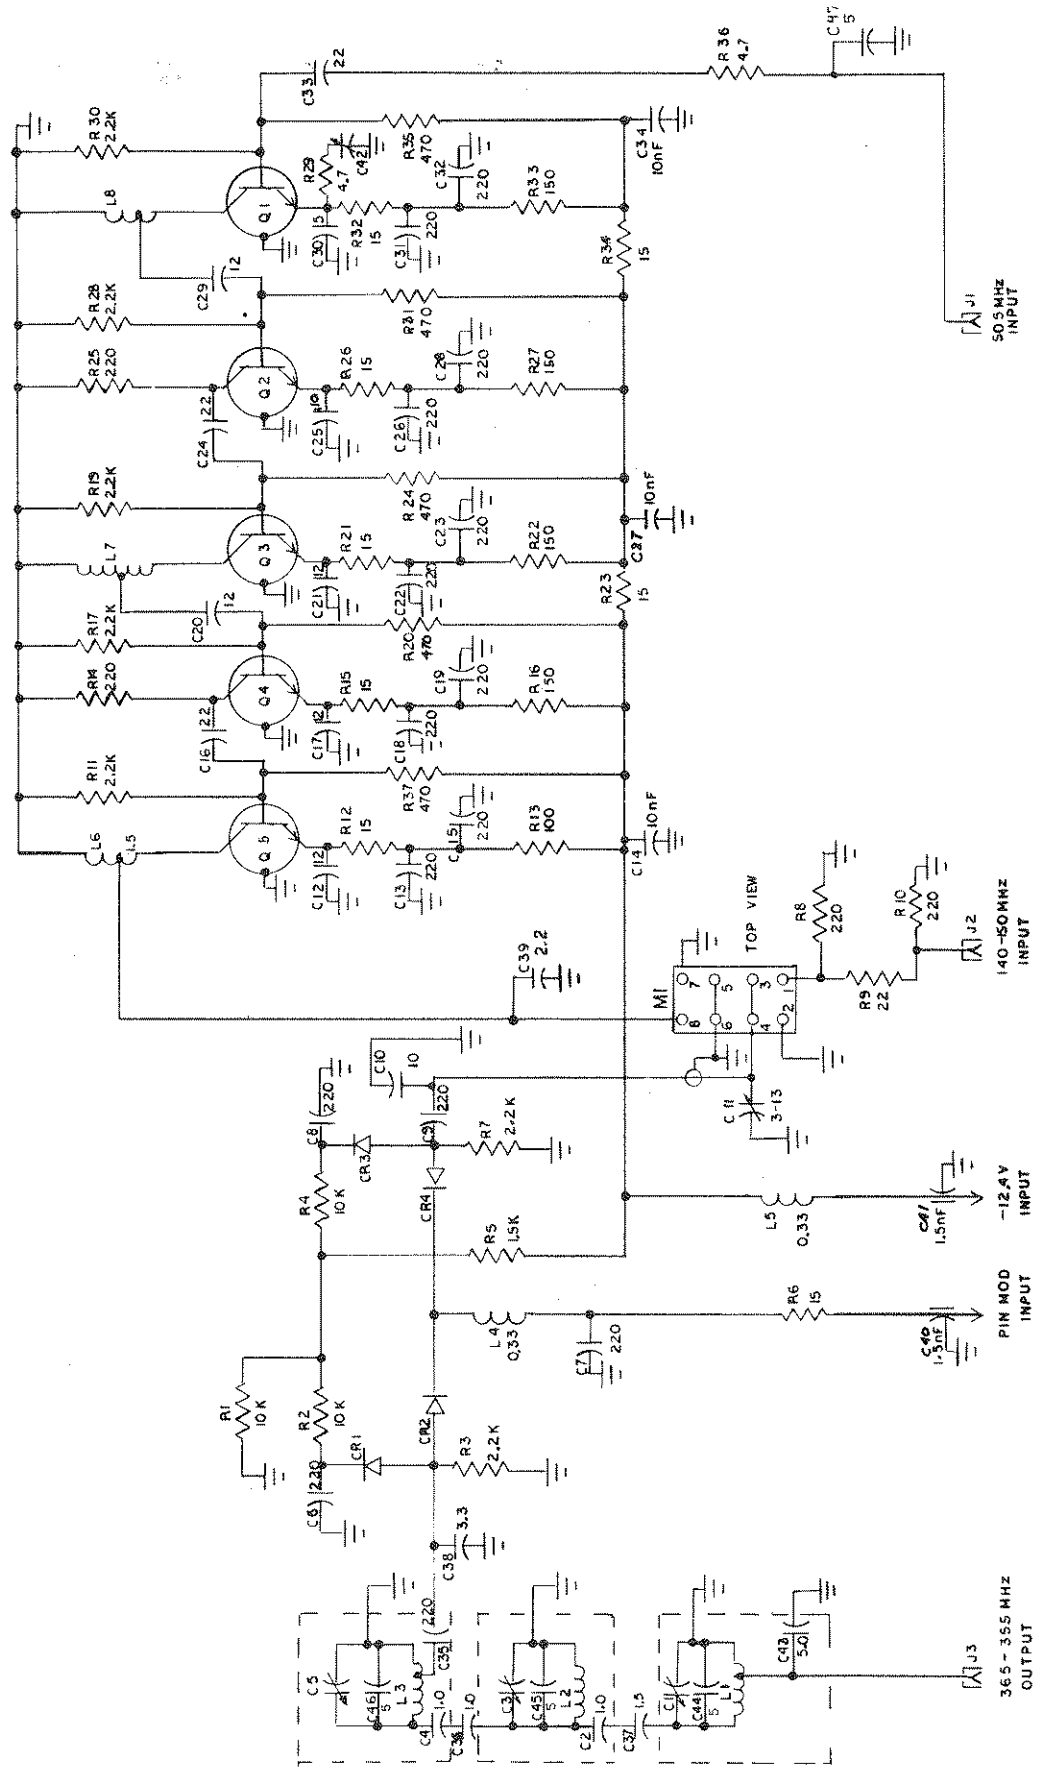 C47
5
R36
4.7
22
C33
R30
2.2K
L8
Q1
R29
4.7
C42
R35
470
C32
220
R33
150
C34
10nF
C30
15
R32
15
C31
220
R34
15
J1
505MHz
INPUT
12
C29
R28
2.2K
R25
220
Q2
R31
470
R26
15
C28
220
R27
150
C25
10
C26
220
22
C24
R19
2.2K
L7
Q3
R24
470
R21
15
C23
220
R22
150
10nF
C27
R23
15
C21
12
C22
220
12
C20
R17
2.2K
R14
220
Q4
R20
470
R15
15
C19
220
R16
150
C17
12
C18
220
22
C16
R11
2.2K
L6
1.5
Q5
R37
470
R12
15
C15
220
R13
100
10nF
C14
C12
12
C13
220
C39
2.2
M1
TOP VIEW
7
5
3
1
8
6
4
2
R8
220
R10
220
R9
22
J2
140-150MHz
INPUT
C10
10
C8
220
C9
220
CR3
R7
2.2K
CR4
R4
10K
R5
1.5K
C11
3-13
L5
0.33
C41
1.5nF
-12.4V
INPUT
L4
0.33
C7
220
R6
15
C40
1.5nF
PIN MOD
INPUT
R1
10K
R2
10K
CR1
CR2
R3
2.2K
C6
220
C38
3.3
C35
220
C5
C46
5
L3
C4
1.0
C36
1.0
C3
C45
5
L2
C2
1.0
C37
1.5
C1
C44
5
L1
C43
5.0
J3
365-355MHz
OUTPUT